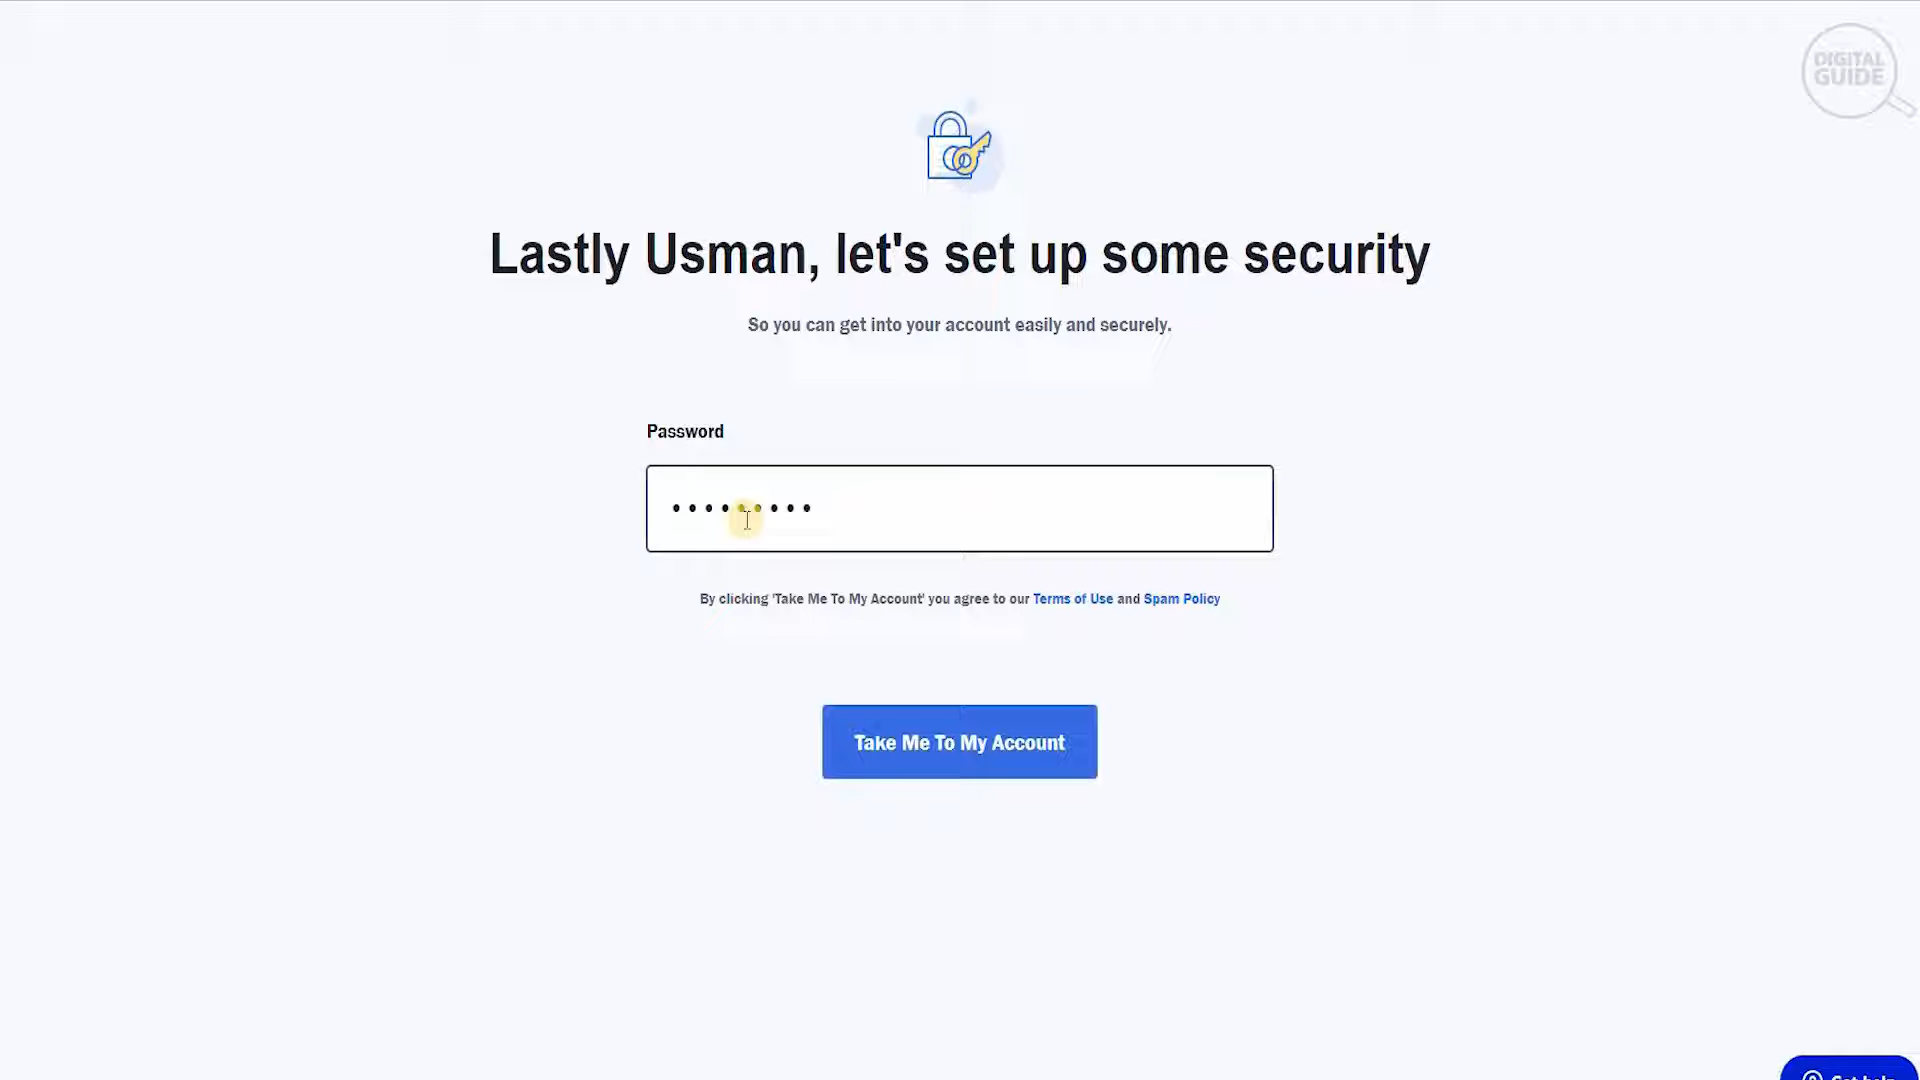 DIGITAL
GUIDE
Lastly Usman, let's set up some security
So you can get into your account easily and securely.
Password
By clicking 'Take Me To My Account' you agree to our Terms of Use and Spam Policy
Take Me To My Account
Get help